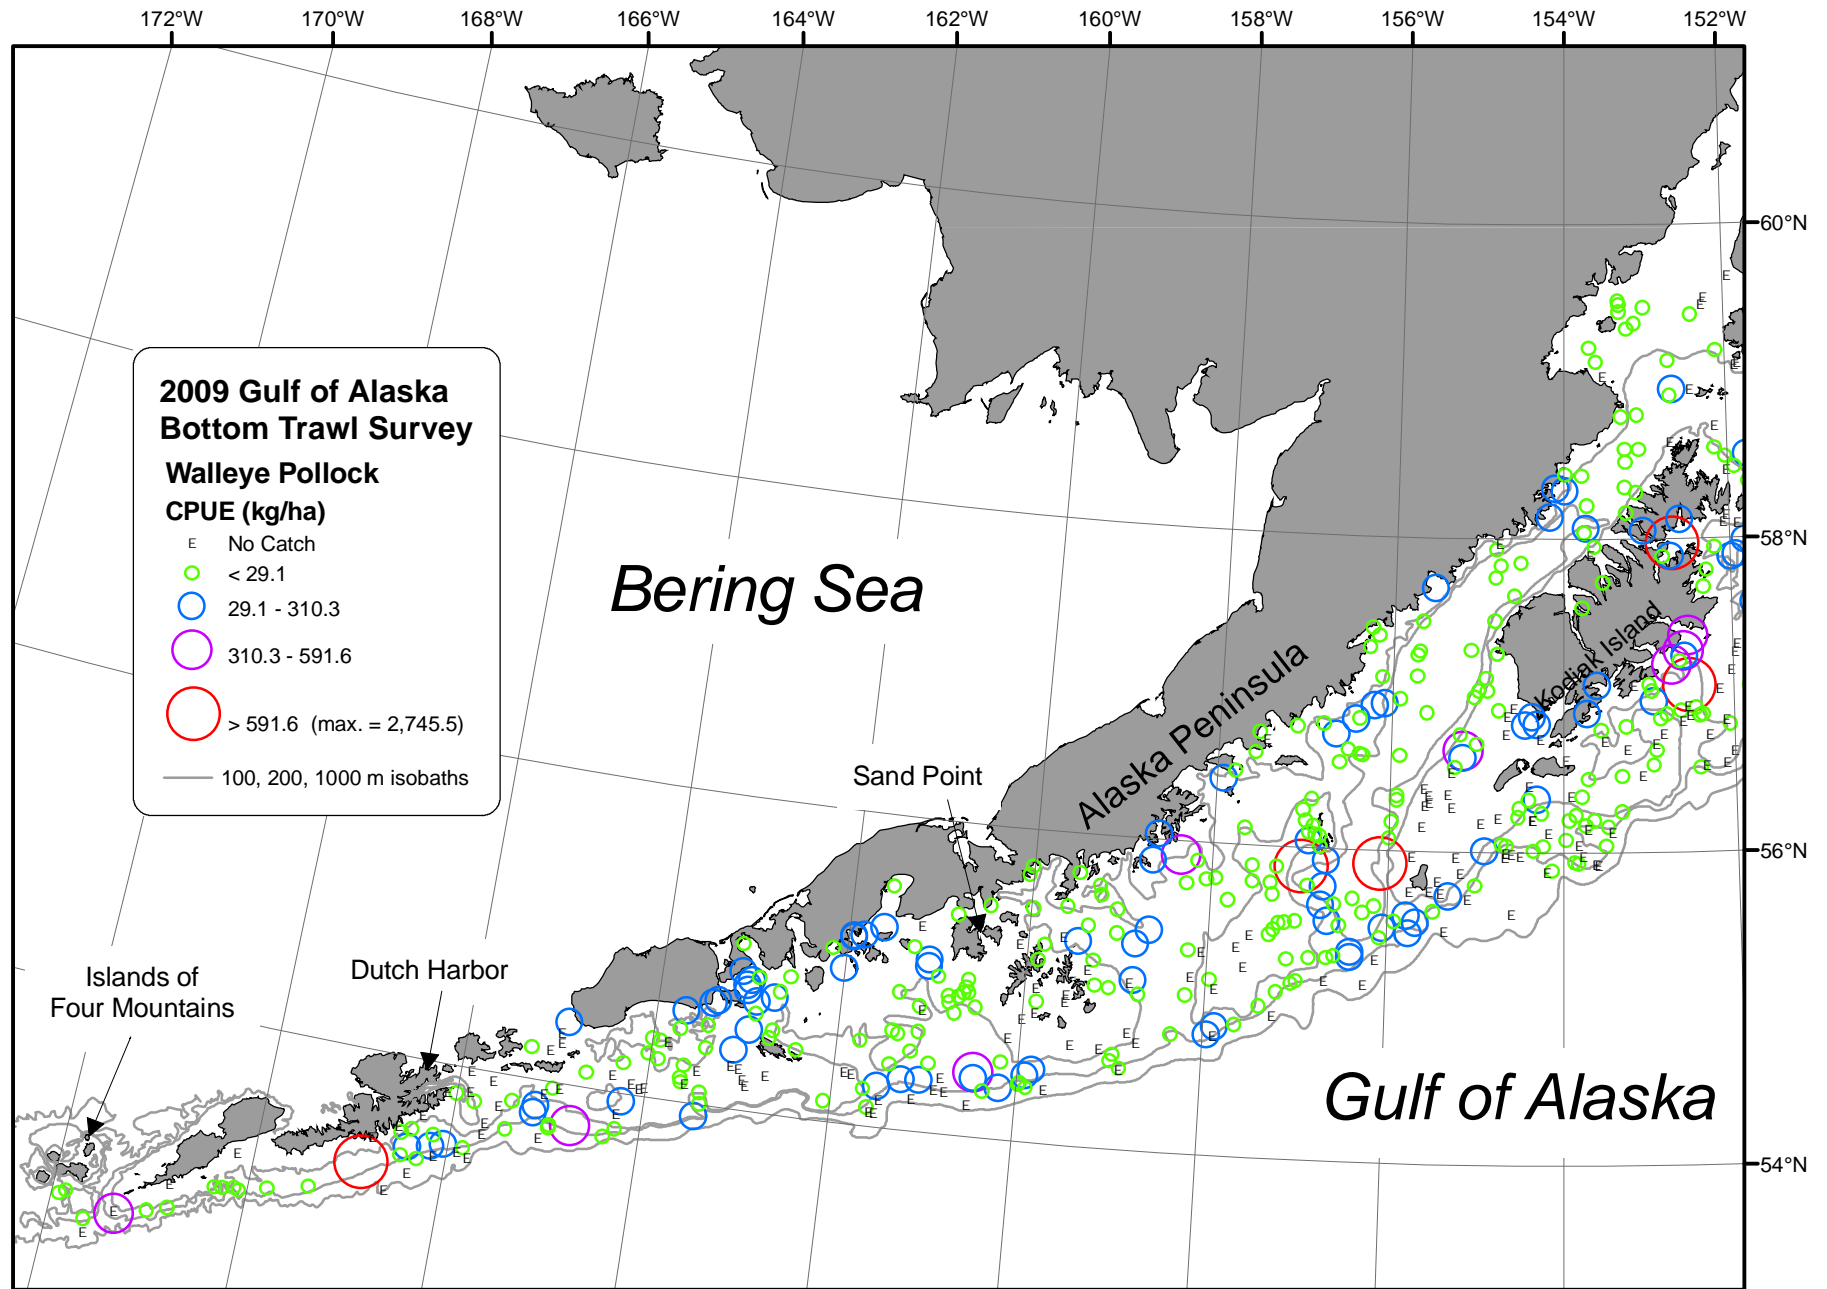 172°W 170°W 168°W 166°W 164°W 162°W 160°W 158°W 156°W 154°W 152°W
60°N
58°N
56°N
54°N
2009 Gulf of Alaska
Bottom Trawl Survey
Walleye Pollock
CPUE (kg/ha)
E No Catch
< 29.1
29.1 - 310.3
310.3 - 591.6
> 591.6 (max. = 2,745.5)
100, 200, 1000 m isobaths
Bering Sea
Alaska Peninsula
Kodiak Island
Sand Point
Dutch Harbor
Islands of
Four Mountains
Gulf of Alaska